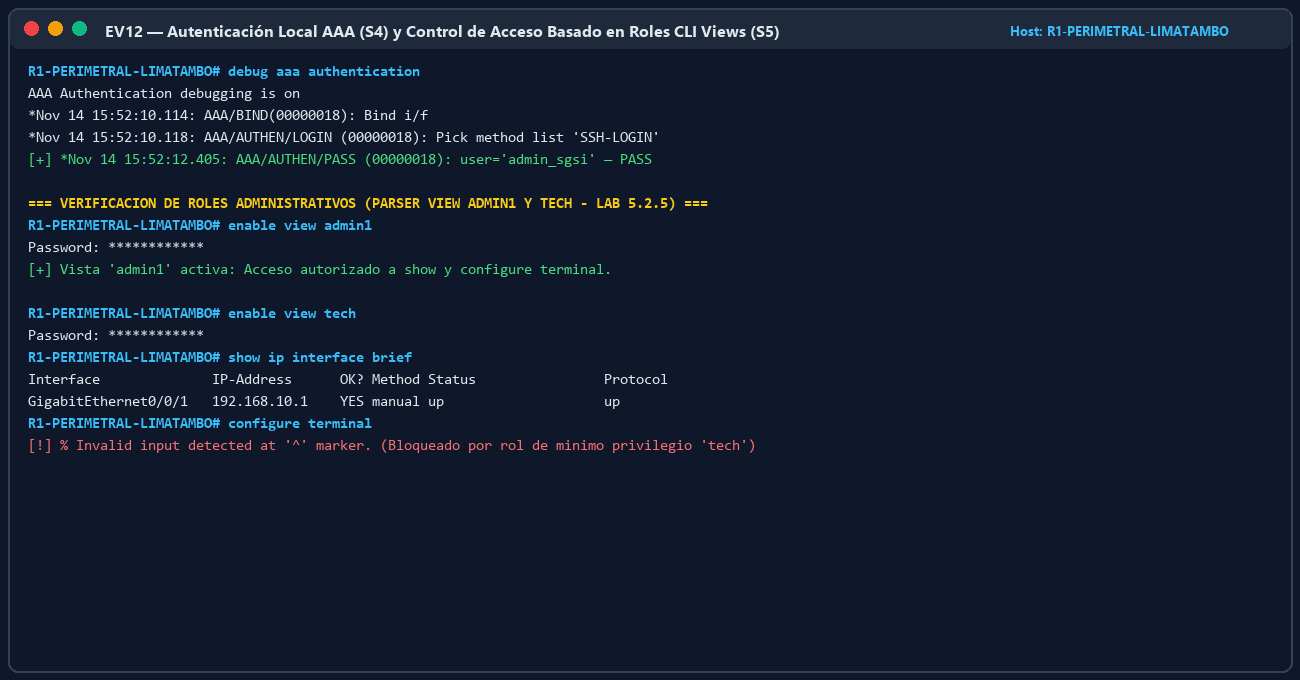 EV12 — Autenticación Local AAA (S4) y Control de Acceso Basado en Roles CLI Views (S5)
Host: R1-PERIMETRAL-LIMATAMBO
R1-PERIMETRAL-LIMATAMBO# debug aaa authentication
AAA Authentication debugging is on
*Nov 14 15:52:10.114: AAA/BIND(00000018): Bind i/f
*Nov 14 15:52:10.118: AAA/AUTHEN/LOGIN (00000018): Pick method list 'SSH-LOGIN'
[+] *Nov 14 15:52:12.405: AAA/AUTHEN/PASS (00000018): user='admin_sgsi' — PASS
=== VERIFICACION DE ROLES ADMINISTRATIVOS (PARSER VIEW ADMIN1 Y TECH - LAB 5.2.5) ===
R1-PERIMETRAL-LIMATAMBO# enable view admin1
Password: ************
[+] Vista 'admin1' activa: Acceso autorizado a show y configure terminal.
R1-PERIMETRAL-LIMATAMBO# enable view tech
Password: ************
R1-PERIMETRAL-LIMATAMBO# show ip interface brief
Interface              IP-Address      OK? Method Status                Protocol
GigabitEthernet0/0/1   192.168.10.1    YES manual up                    up
R1-PERIMETRAL-LIMATAMBO# configure terminal
[!] % Invalid input detected at '^' marker. (Bloqueado por rol de minimo privilegio 'tech')